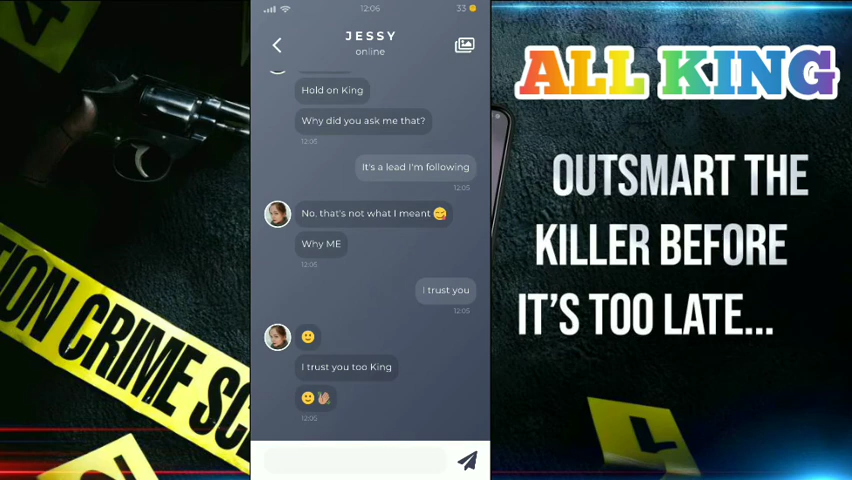 12:06
33
JESSY
online
Hold on King
Why did you ask me that?
12:05
It's a lead I'm following
12:05
No, that's not what I meant 😋
Why ME
12:05
I trust you
12:05
🙂
I trust you too King
12:05
ALL KING
OUTSMART THE
KILLER BEFORE
IT'S TOO LATE...
CRIME SC